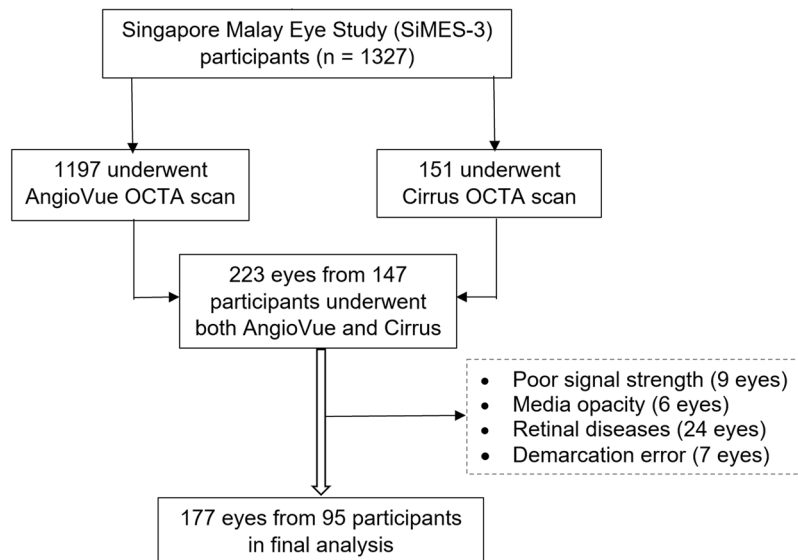 Singapore Malay Eye Study (SiMES-3)
participants (n = 1327)
1197 underwent
AngioVue OCTA scan
151 underwent
Cirrus OCTA scan
223 eyes from 147
participants underwent
both AngioVue and Cirrus
• Poor signal strength (9 eyes)
• Media opacity (6 eyes)
• Retinal diseases (24 eyes)
• Demarcation error (7 eyes)
177 eyes from 95 participants
in final analysis